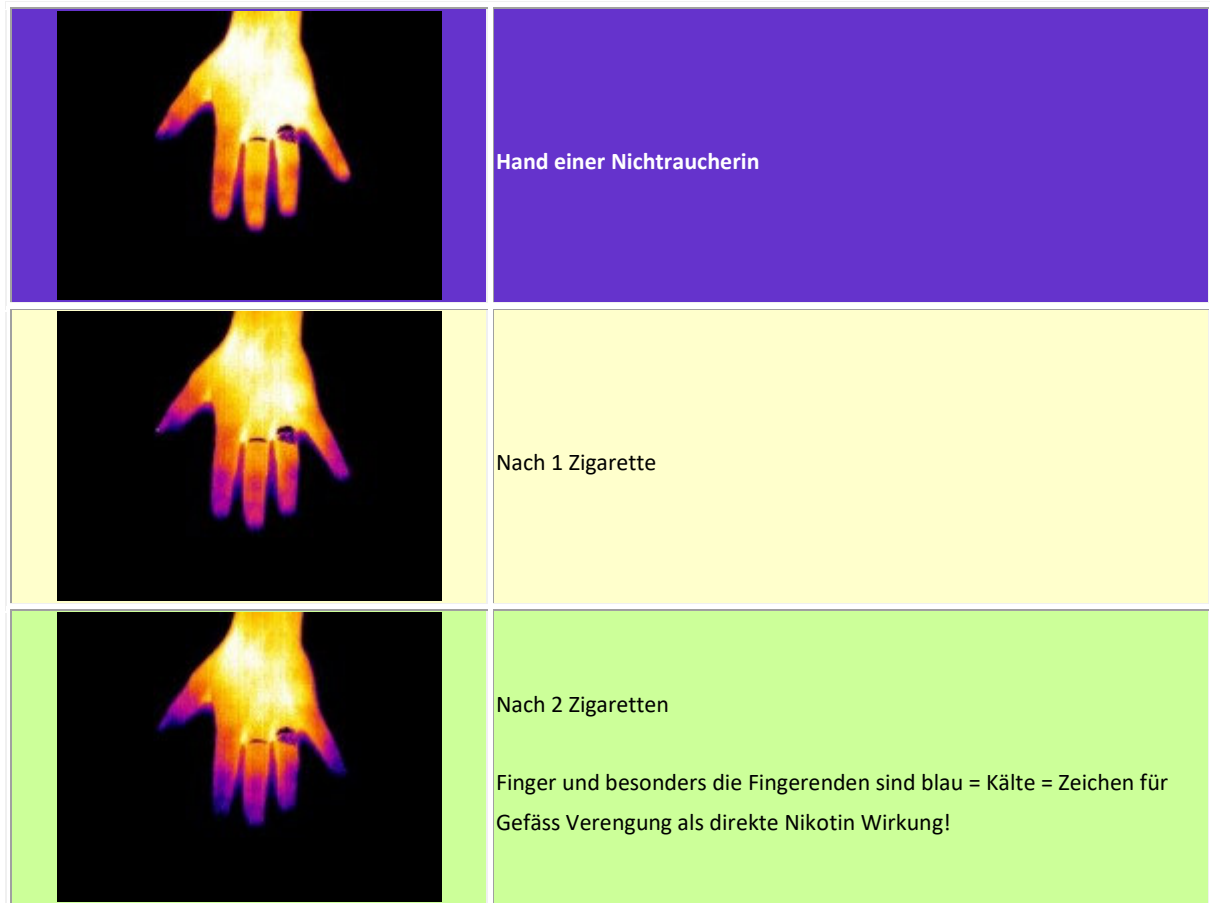 Hand einer Nichtraucherin
Nach 1 Zigarette
Nach 2 Zigaretten
Finger und besonders die Fingerenden sind blau = Kälte = Zeichen für
Gefäss Verengung als direkte Nikotin Wirkung!